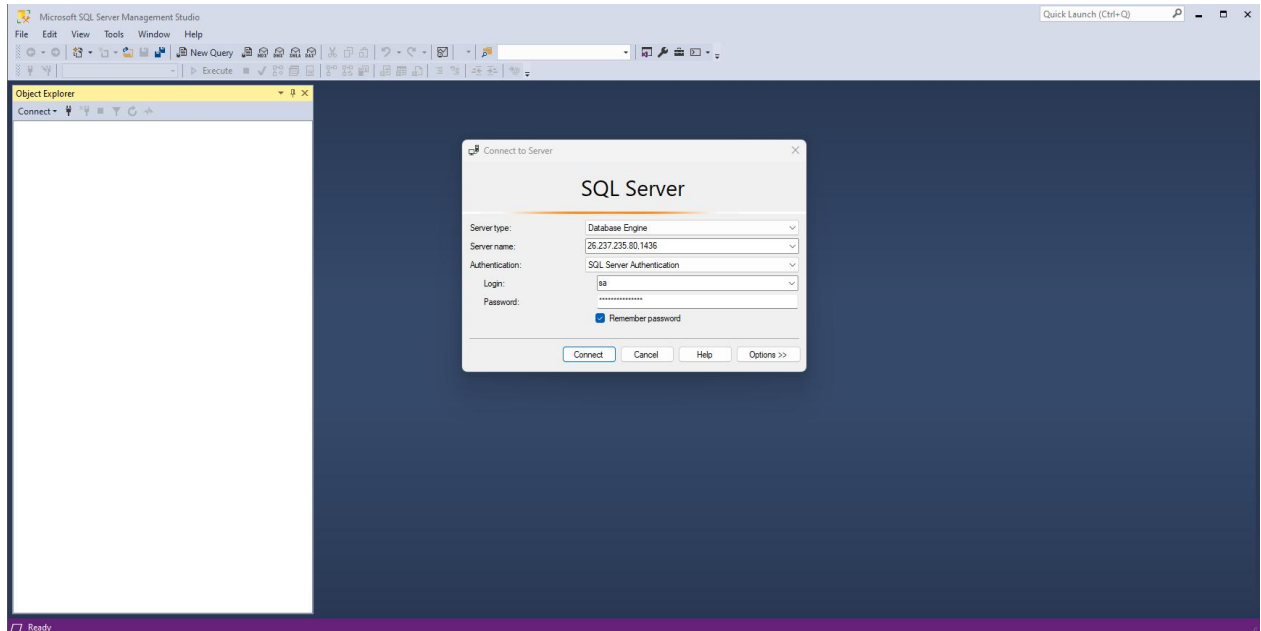 Microsoft SQL Server Management Studio
Quick Launch (Ctrl+Q)
File Edit View Tools Window Help
New Query
Execute
Object Explorer
Connect
Connect to Server
SQL Server
Server type: Database Engine
Server name: 26.237.235.80,1436
Authentication: SQL Server Authentication
Login: sa
Password: ***************
Remember password
Connect Cancel Help Options >>
Ready